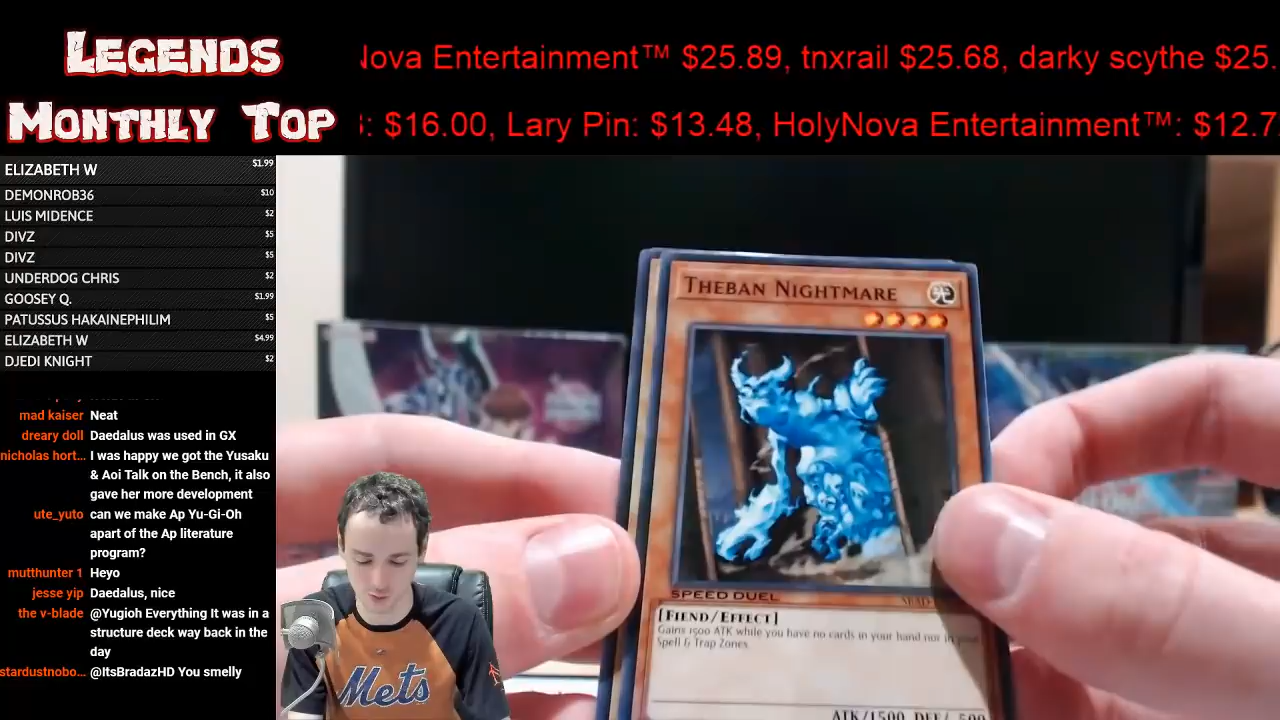 LEGENDS
MONTHLY TOP
Nova Entertainment™ $25.89, tnxrail $25.68, darky scythe $25.
: $16.00, Lary Pin: $13.48, HolyNova Entertainment™: $12.7
ELIZABETH W $1.99
DEMONROB36 $10
LUIS MIDENCE $2
DIVZ $5
DIVZ $5
UNDERDOG CHRIS $2
GOOSEY Q. $1.99
PATUSSUS HAKAINEPHILIM $5
ELIZABETH W $4.99
DJEDI KNIGHT $2
mad kaiser Neat
dreary doll Daedalus was used in GX
nicholas hort... I was happy we got the Yusaku
& Aoi Talk on the Bench, it also
gave her more development
ute_yuto can we make Ap Yu-Gi-Oh
apart of the Ap literature
program?
mutthunter 1 Heyo
jesse yip Daedalus, nice
the v-blade @Yugioh Everything It was in a
structure deck way back in the
day
stardustnobo... @ItsBradazHD You smelly
THEBAN NIGHTMARE
光
SPEED DUEL
[FIEND/EFFECT]
Gains 1500 ATK while you have no cards in your hand nor in your
Spell & Trap Zones.
ATK/1500 DEF/ 500
Mets